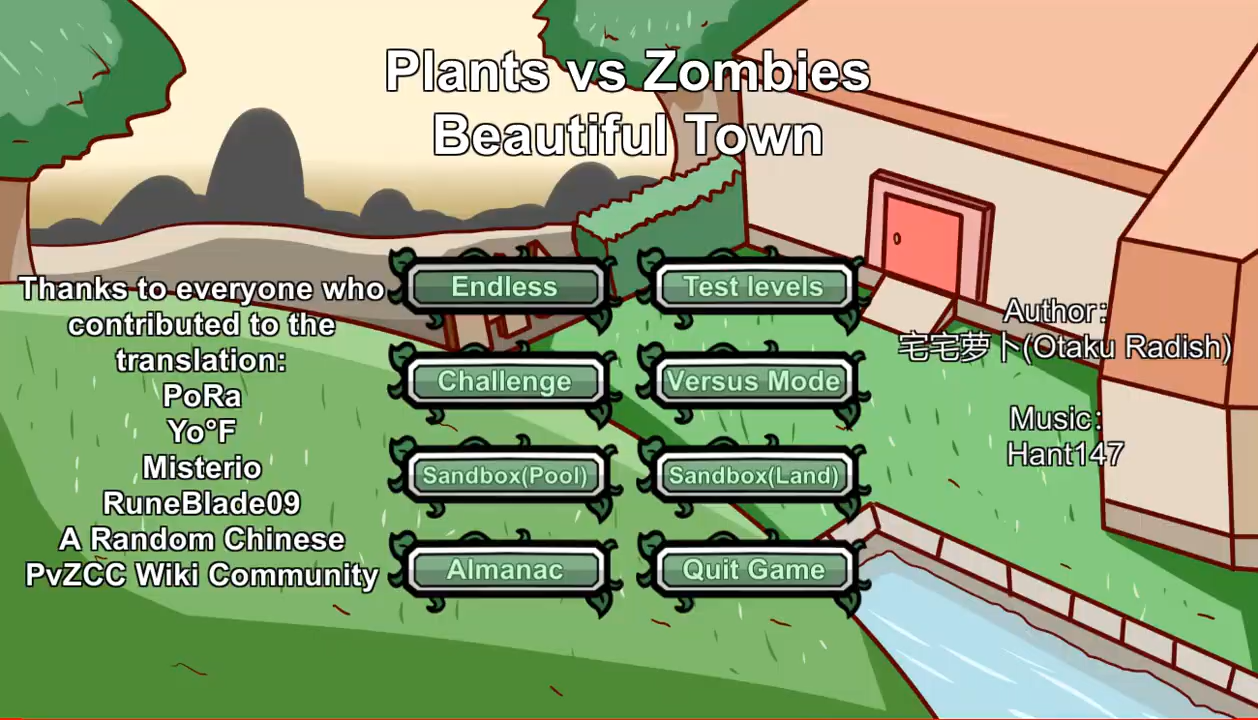 Plants vs Zombies
Beautiful Town
Endless
Test levels
Challenge
Versus Mode
Sandbox(Pool)
Sandbox(Land)
Almanac
Quit Game
Thanks to everyone who
contributed to the
translation:
PoRa
Yo°F
Misterio
RuneBlade09
A Random Chinese
PvZCC Wiki Community
Author:
宅宅萝卜(Otaku Radish)
Music:
Hant147